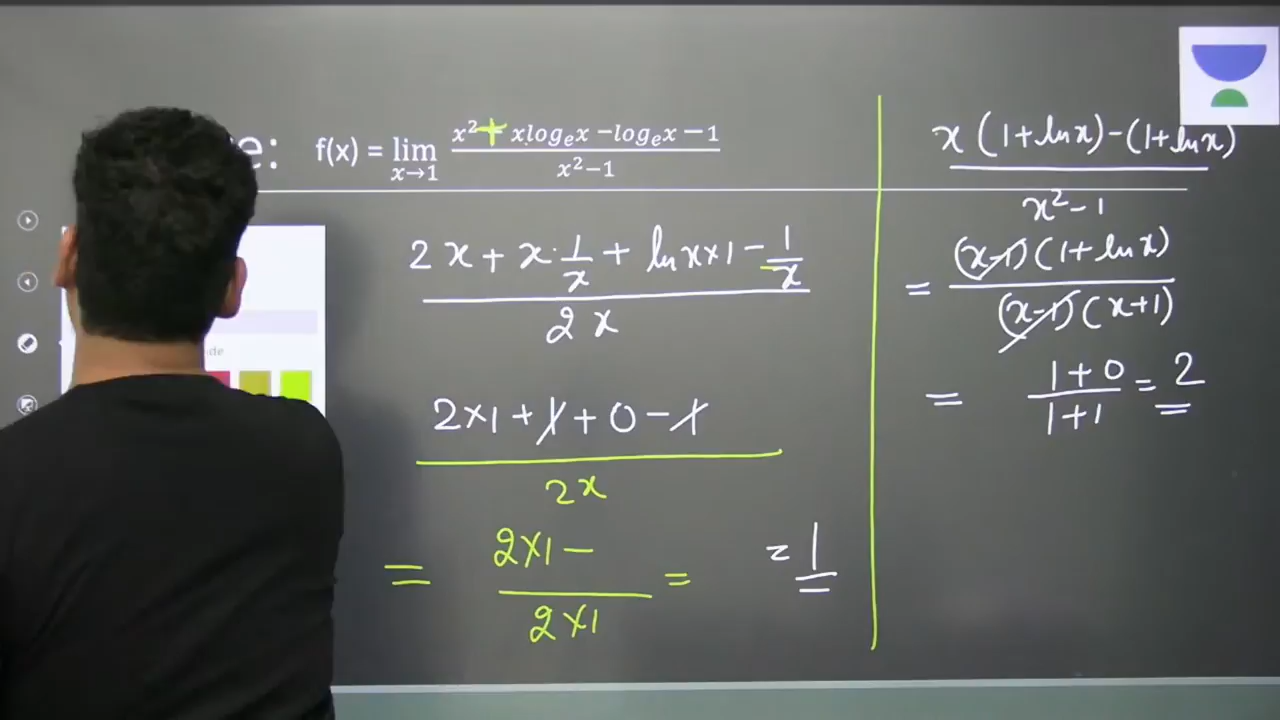 e: f(x) = lim x→1 x² + xlogₑx − logₑx − 1 / x² − 1
2x + x · 1/x + ln x × 1 − 1/x
2x
2×1 + 1 + 0 − 1
2x
= 2×1 − / 2×1 = = 1
x (1 + ln x) − (1 + ln x)
x² − 1
= (x−1) (1 + ln x)
(x−1) (x+1)
= 1 + 0 / 1 + 1 = 2
de